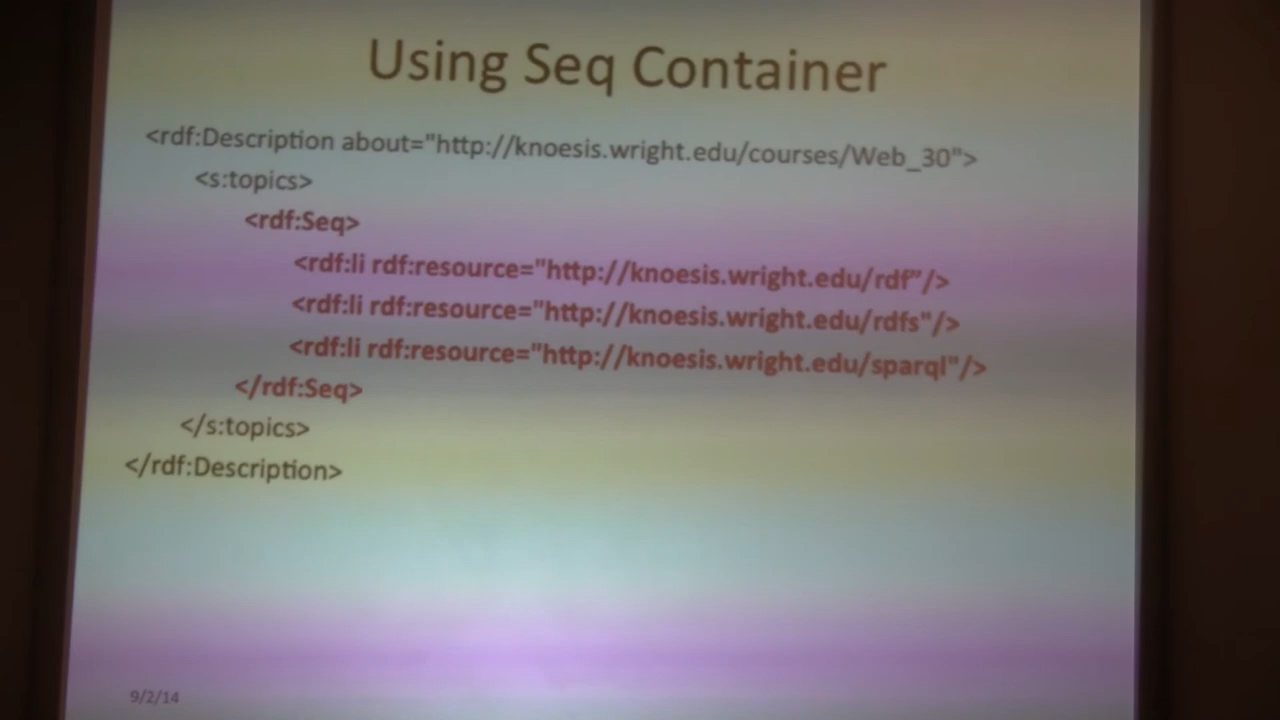 Using Seq Container
<rdf:Description about="http://knoesis.wright.edu/courses/Web_30">
<s:topics>
<rdf:Seq>
<rdf:li rdf:resource="http://knoesis.wright.edu/rdf”/>
<rdf:li rdf:resource="http://knoesis.wright.edu/rdfs"/>
<rdf:li rdf:resource="http://knoesis.wright.edu/sparql"/>
</rdf:Seq>
</s:topics>
</rdf:Description>
9/2/14